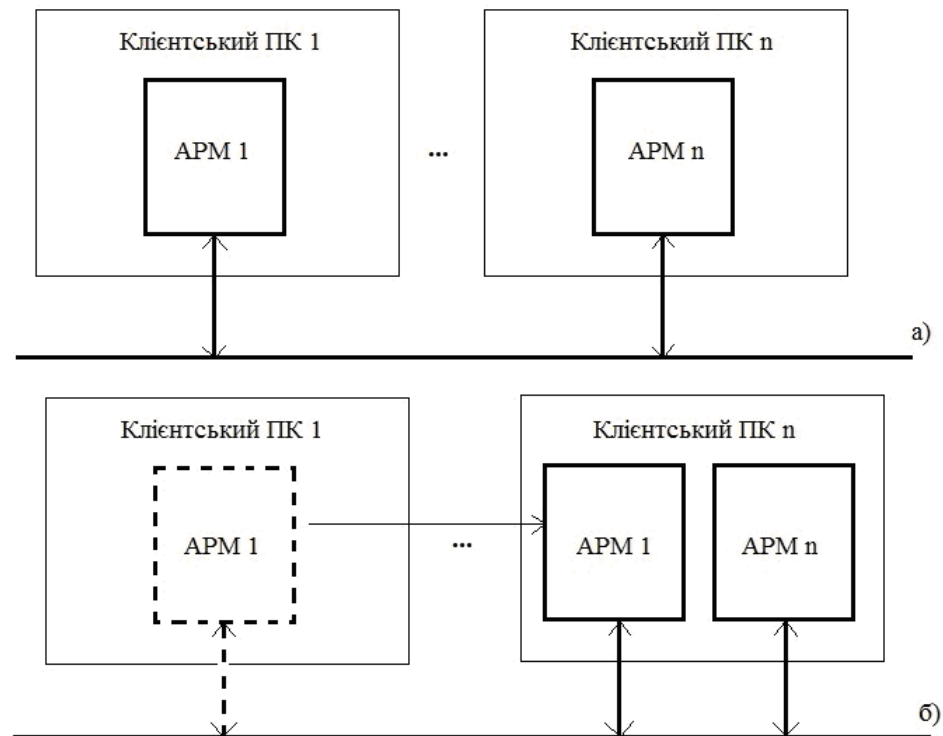 Клієнтський ПК 1
Клієнтський ПК n
АРМ 1
...
АРМ n
а)
Клієнтський ПК 1
Клієнтський ПК n
АРМ 1
...
АРМ 1
АРМ n
б)